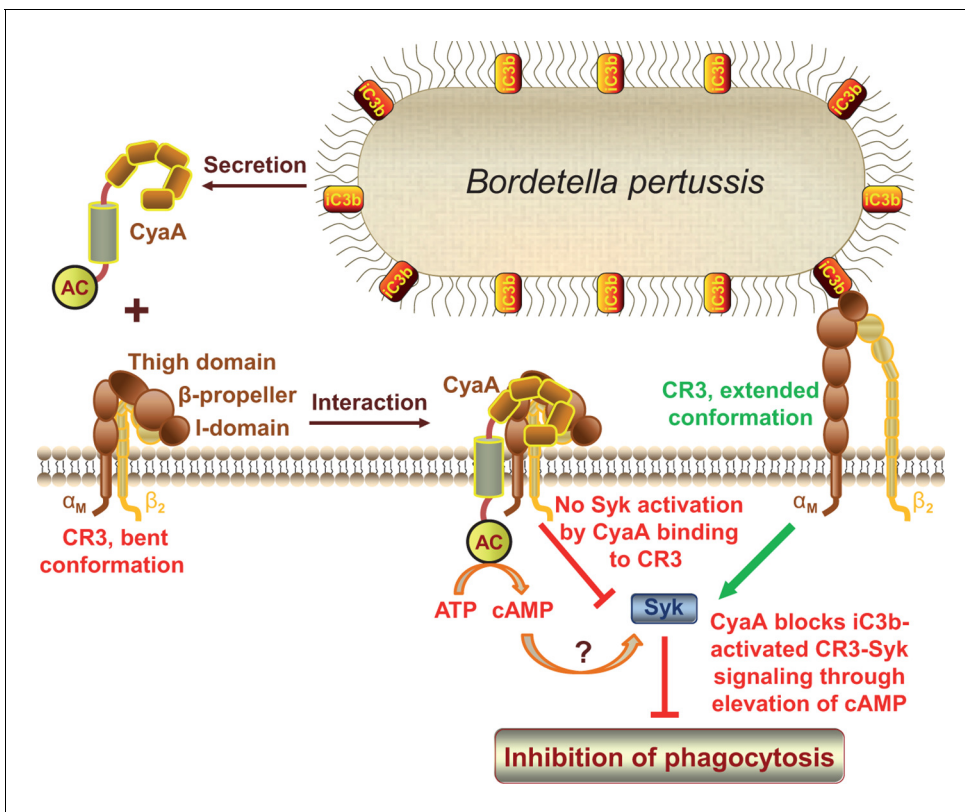 iC3b
iC3b
iC3b
iC3b
iC3b
Secretion
Bordetella pertussis
CyaA
iC3b
iC3b
AC
iC3b
iC3b
iC3b
iC3b
iC3b
+
Thigh domain
β-propeller
I-domain
Interaction
CyaA
CR3, extended
conformation
αM
β2
CR3, bent
conformation
No Syk activation
by CyaA binding
to CR3
αM
β2
AC
ATP
cAMP
Syk
?
CyaA blocks iC3b-
activated CR3-Syk
signaling through
elevation of cAMP
Inhibition of phagocytosis